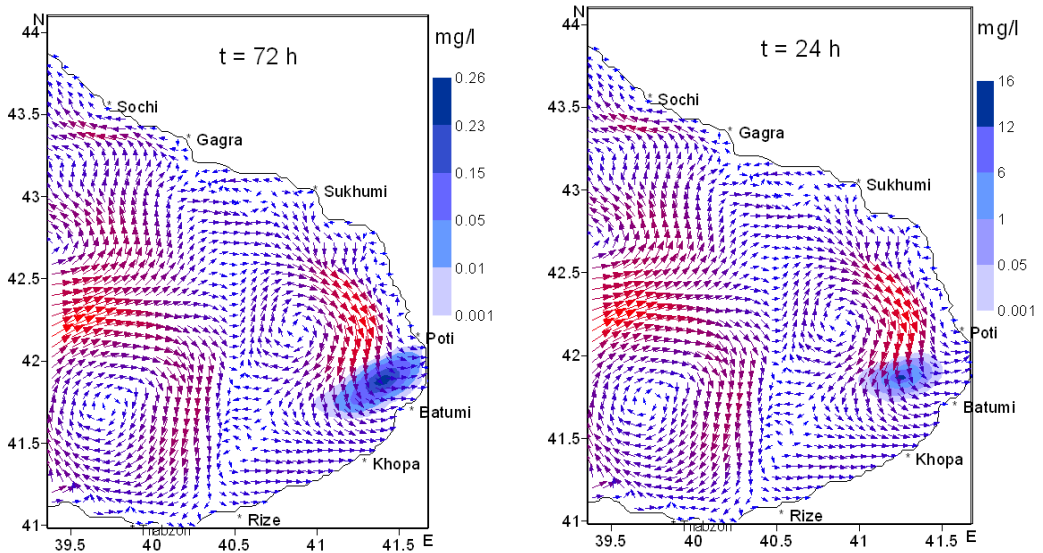 N
44
t = 72 h
mg/l
0.26
0.23
0.15
0.05
0.01
0.001
43.5
43
42.5
42
41.5
41
Sochi
Gagra
Sukhumi
Poti
Batumi
Khopa
Rize
Trabzon
39.5 40 40.5 41 41.5 E
N
44
t = 24 h
mg/l
16
12
6
1
0.05
0.001
43.5
43
42.5
42
41.5
41
Sochi
Gagra
Sukhumi
Poti
Batumi
Khopa
Rize
Trabzon
39.5 40 40.5 41 41.5 E